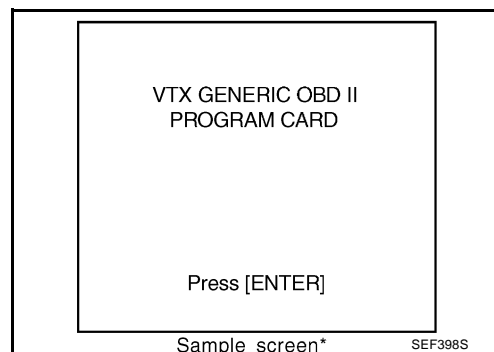 VTX GENERIC OBD II
PROGRAM CARD
Press [ENTER]
Sample screen*
SEF398S